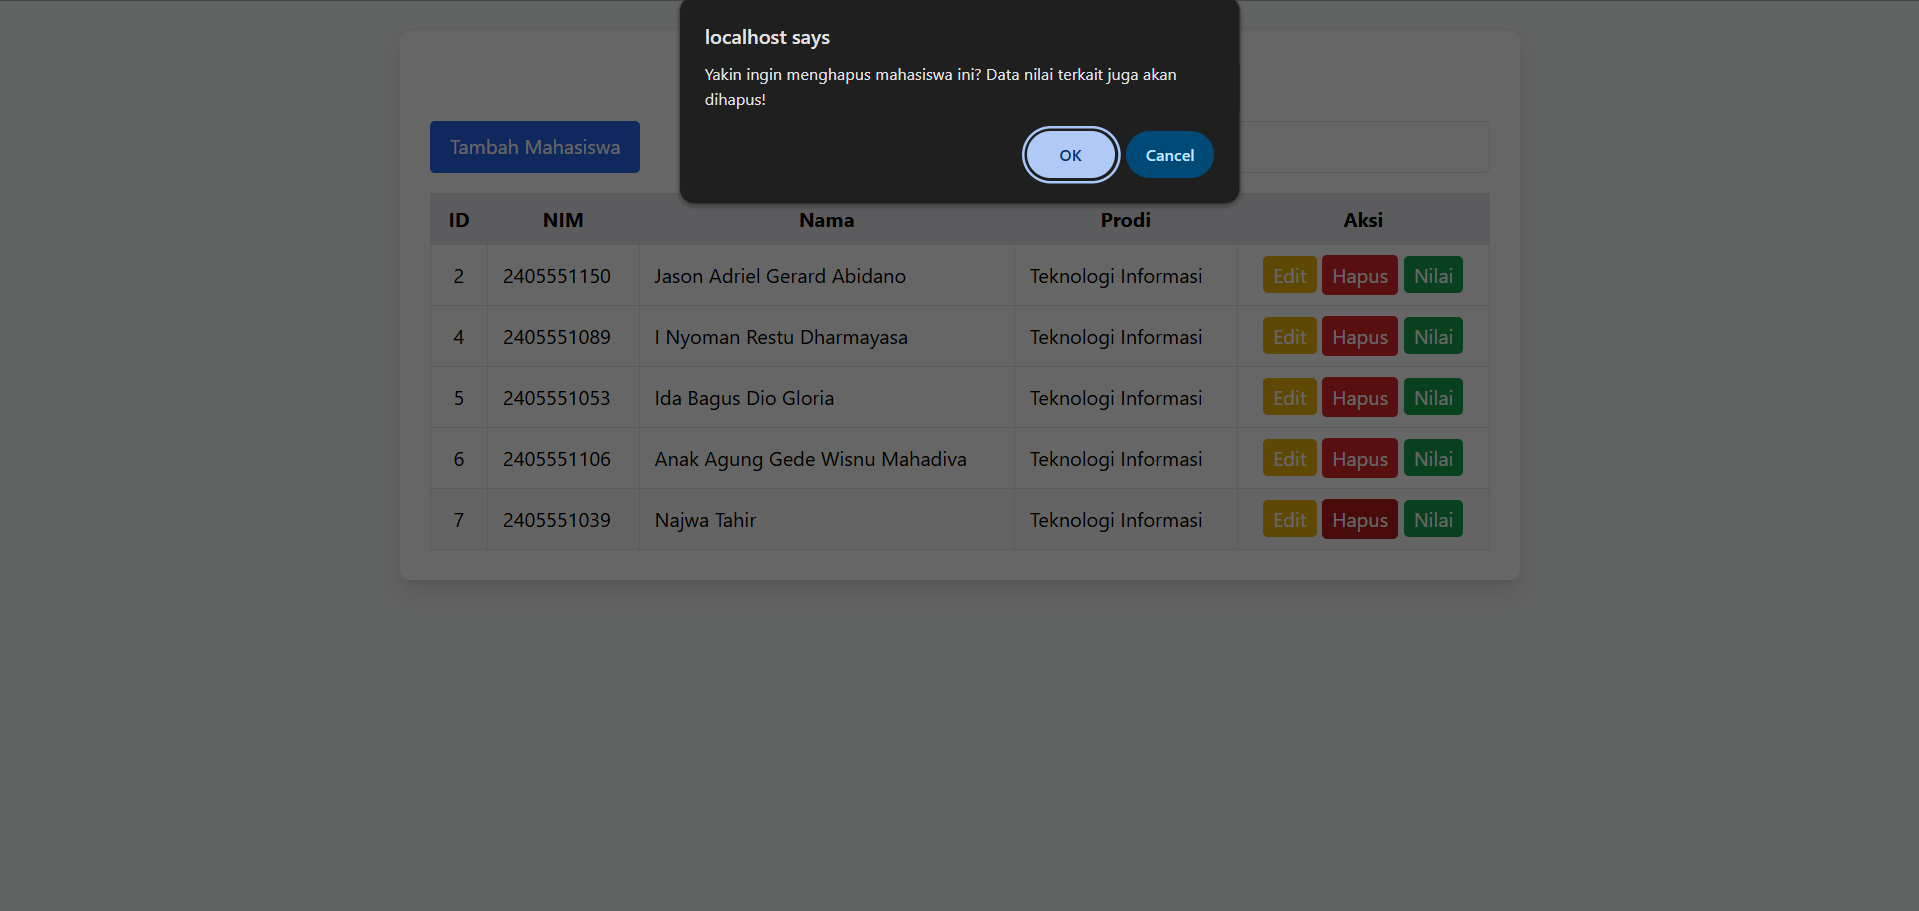 localhost says
Yakin ingin menghapus mahasiswa ini? Data nilai terkait juga akan
dihapus!
OK Cancel
Tambah Mahasiswa
ID NIM Nama Prodi Aksi
2 2405551150 Jason Adriel Gerard Abidano Teknologi Informasi Edit Hapus Nilai
4 2405551089 I Nyoman Restu Dharmayasa Teknologi Informasi Edit Hapus Nilai
5 2405551053 Ida Bagus Dio Gloria Teknologi Informasi Edit Hapus Nilai
6 2405551106 Anak Agung Gede Wisnu Mahadiva Teknologi Informasi Edit Hapus Nilai
7 2405551039 Najwa Tahir Teknologi Informasi Edit Hapus Nilai